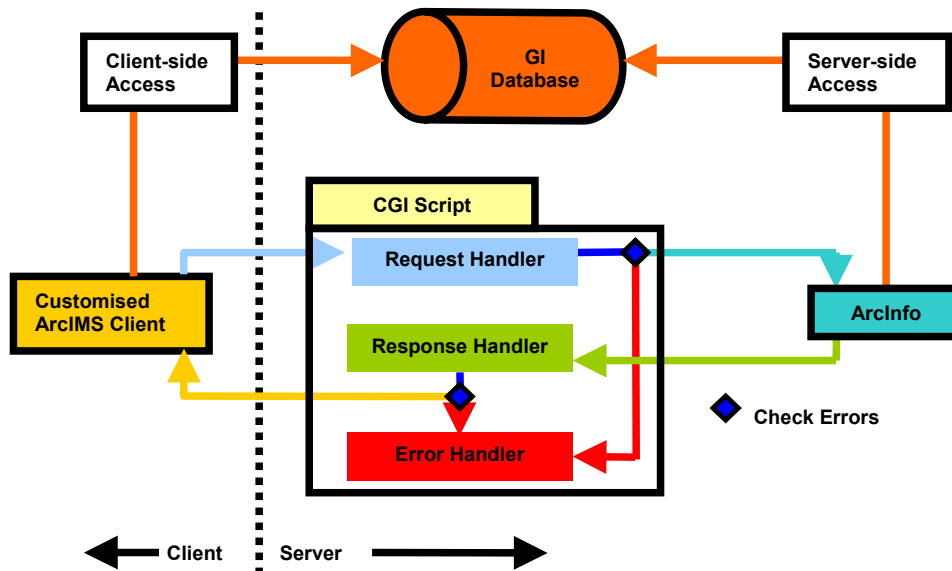 Client-side
Access
GI
Database
Server-side
Access
CGI Script
Request Handler
Customised
ArcIMS Client
ArcInfo
Response Handler
Check Errors
Error Handler
Client
Server